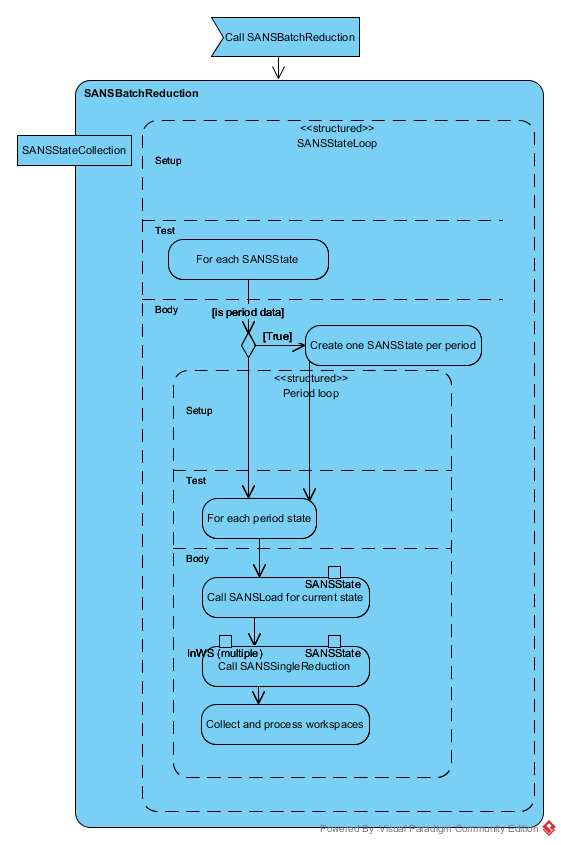 Call SANSBatchReduction
SANSBatchReduction
<<structured>>
SANSStateLoop
SANSStateCollection
Setup
Test
For each SANSState
Body
[is period data]
[True]
Create one SANSState per period
<<structured>>
Period loop
Setup
Test
For each period state
Body
SANSState
Call SANSLoad for current state
InWS (multiple)
SANSState
Call SANSSingleReduction
Collect and process workspaces
Powered By Visual Paradigm Community Edition